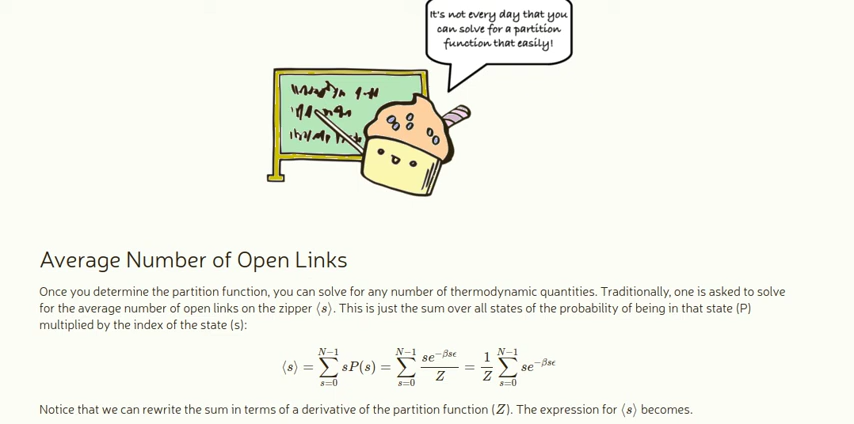 It's not every day that you
can solve for a partition
function that easily!
Average Number of Open Links
Once you determine the partition function, you can solve for any number of thermodynamic quantities. Traditionally, one is asked to solve
for the average number of open links on the zipper ⟨s⟩. This is just the sum over all states of the probability of being in that state (P)
multiplied by the index of the state (s):
⟨s⟩ = ∑_{s=0}^{N−1} sP(s) = ∑_{s=0}^{N−1} \frac{se^{−βsϵ}}{Z} = \frac{1}{Z} ∑_{s=0}^{N−1} se^{−βsϵ}
Notice that we can rewrite the sum in terms of a derivative of the partition function (Z). The expression for ⟨s⟩ becomes.